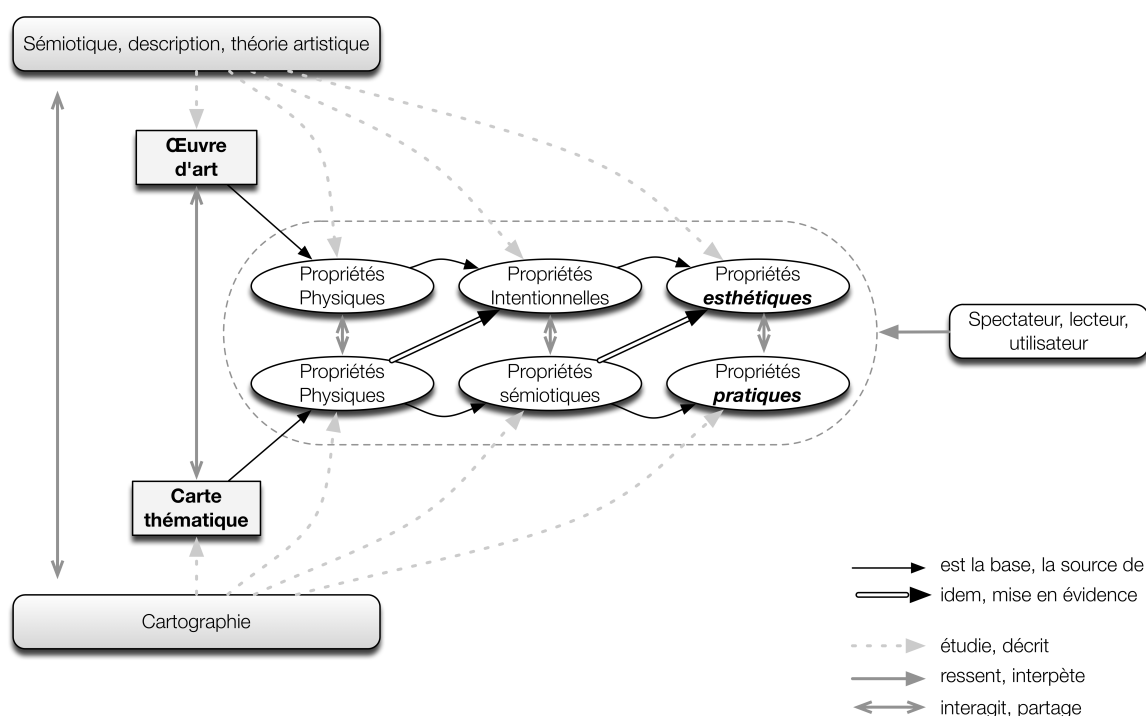 Sémiotique, description, théorie artistique
Œuvre
d'art
Propriétés
Physiques
Propriétés
Intentionnelles
Propriétés
esthétiques
Spectateur, lecteur,
utilisateur
Propriétés
Physiques
Propriétés
sémiotiques
Propriétés
pratiques
Carte
thématique
Cartographie
est la base, la source de
idem, mise en évidence
étudie, décrit
ressent, interpète
interagit, partage